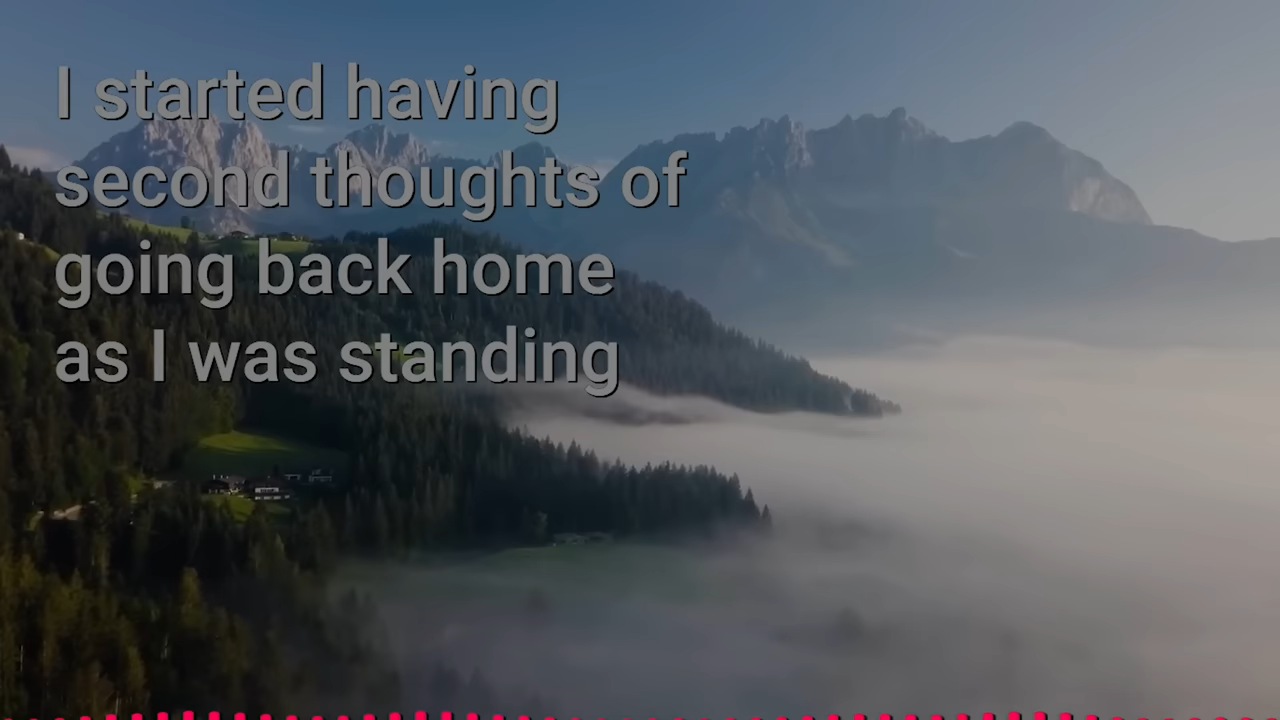 I started having
second thoughts of
going back home
as I was standing